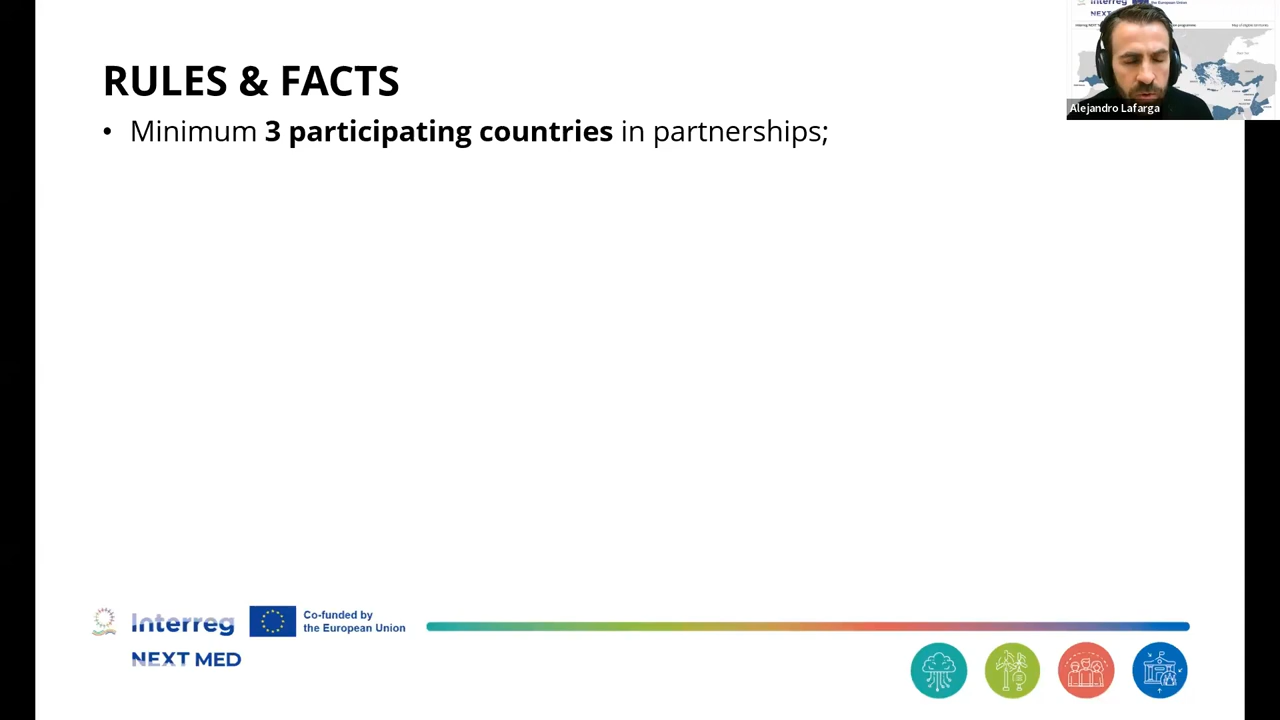 RULES & FACTS
• Minimum 3 participating countries in partnerships;
Alejandro Lafarga
Interreg
Co-funded by
the European Union
NEXT MED